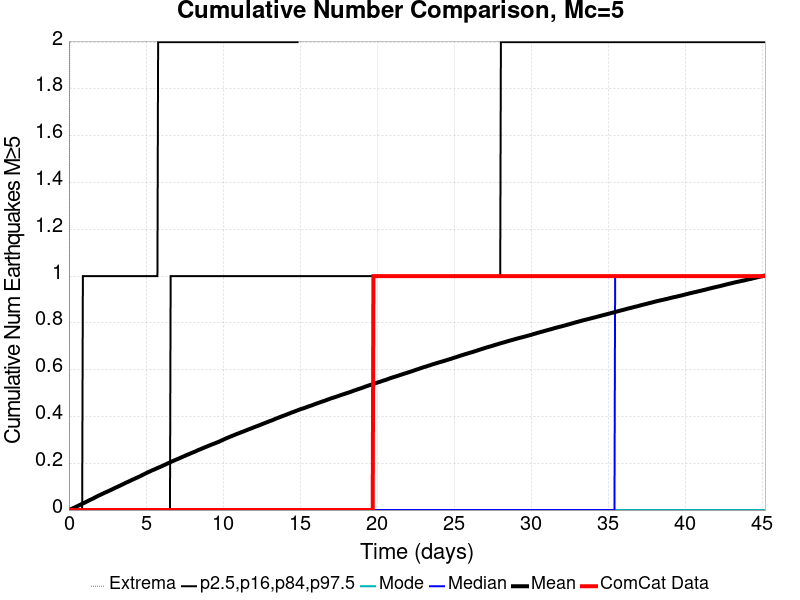 Cumulative Number Comparison, Mc=5
Cumulative Num Earthquakes M≥5
2
1.8
1.6
1.4
1.2
1
0.8
0.6
0.4
0.2
0
0 5 10 15 20 25 30 35 40 45
Time (days)
Extrema p2.5,p16,p84,p97.5 Mode Median Mean ComCat Data